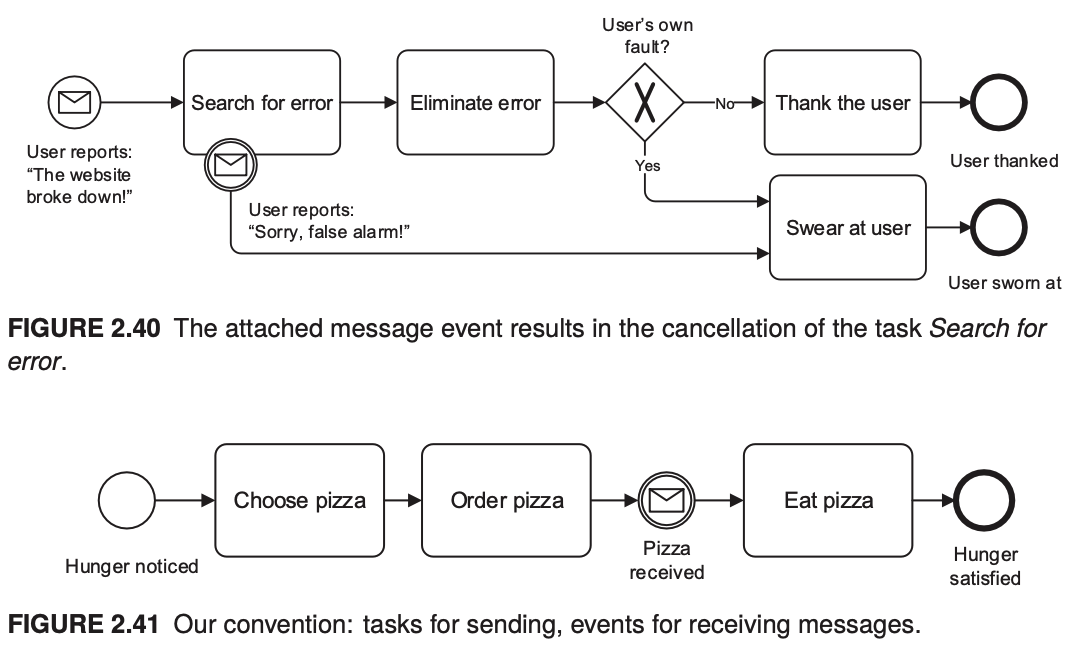 User's own
fault?
Search for error
Eliminate error
No
Thank the user
User reports:
"The website
broke down!"
Yes
User thanked
User reports:
"Sorry, false alarm!"
Swear at user
User sworn at
FIGURE 2.40 The attached message event results in the cancellation of the task Search for
error.
Choose pizza
Order pizza
Eat pizza
Hunger noticed
Pizza
received
Hunger
satisfied
FIGURE 2.41 Our convention: tasks for sending, events for receiving messages.